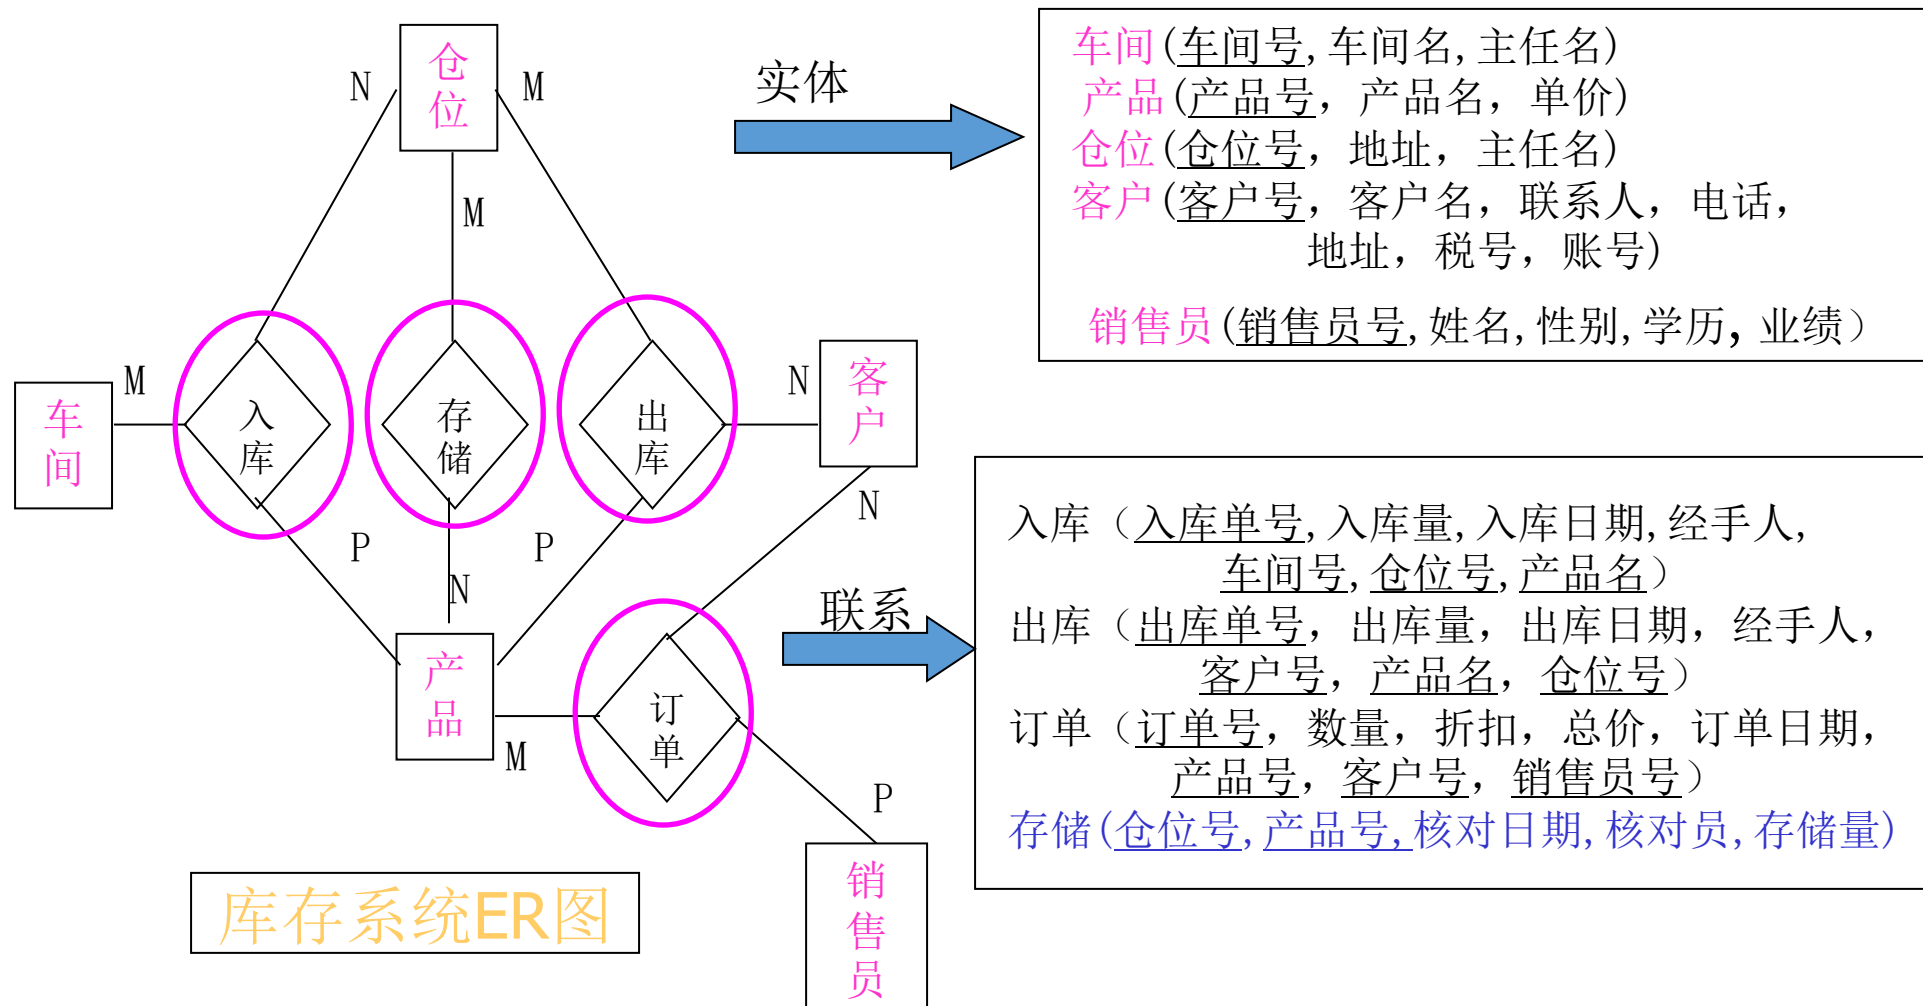 仓位
N
M
M
实体
车间(车间号,车间名,主任名)
产品(产品号，产品名，单价)
仓位(仓位号，地址，主任名)
客户(客户号，客户名，联系人，电话，
地址，税号，账号)
销售员(销售员号,姓名,性别,学历,业绩）
车间
M
入库
存储
出库
N
客户
P
N
P
N
联系
入库（入库单号,入库量,入库日期,经手人,
车间号,仓位号,产品名）
出库（出库单号，出库量，出库日期，经手人，
客户号，产品名，仓位号）
订单（订单号，数量，折扣，总价，订单日期，
产品号，客户号，销售员号）
存储(仓位号,产品号,核对日期,核对员,存储量)
产品
M
订单
P
销售员
库存系统ER图